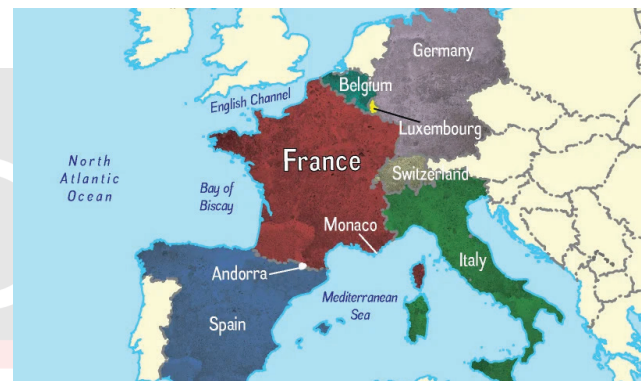 Germany
Belgium
English Channel
Luxembourg
North
Atlantic
Ocean
France
Switzerland
Bay of
Biscay
Monaco
Andorra
Italy
Mediterranean
Sea
Spain